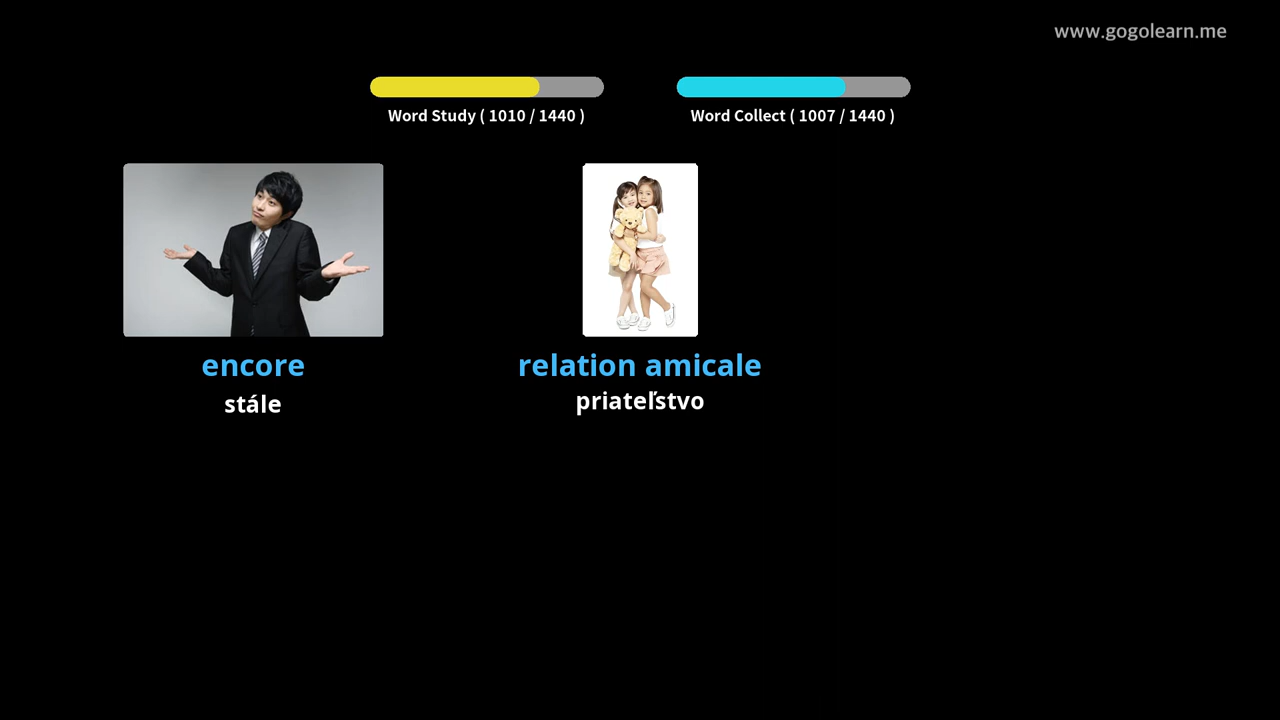 www.gogolearn.me
Word Study ( 1010 / 1440 )
Word Collect ( 1007 / 1440 )
encore
stále
relation amicale
priateľstvo